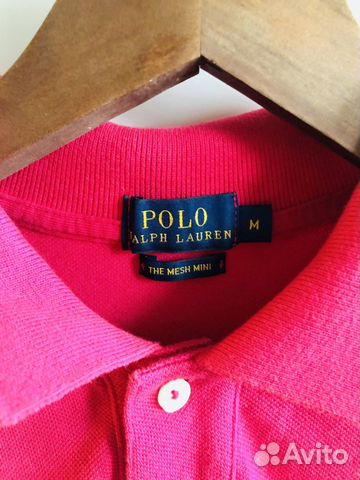 POLO
RALPH LAUREN
M
THE MESH MINI
Avito